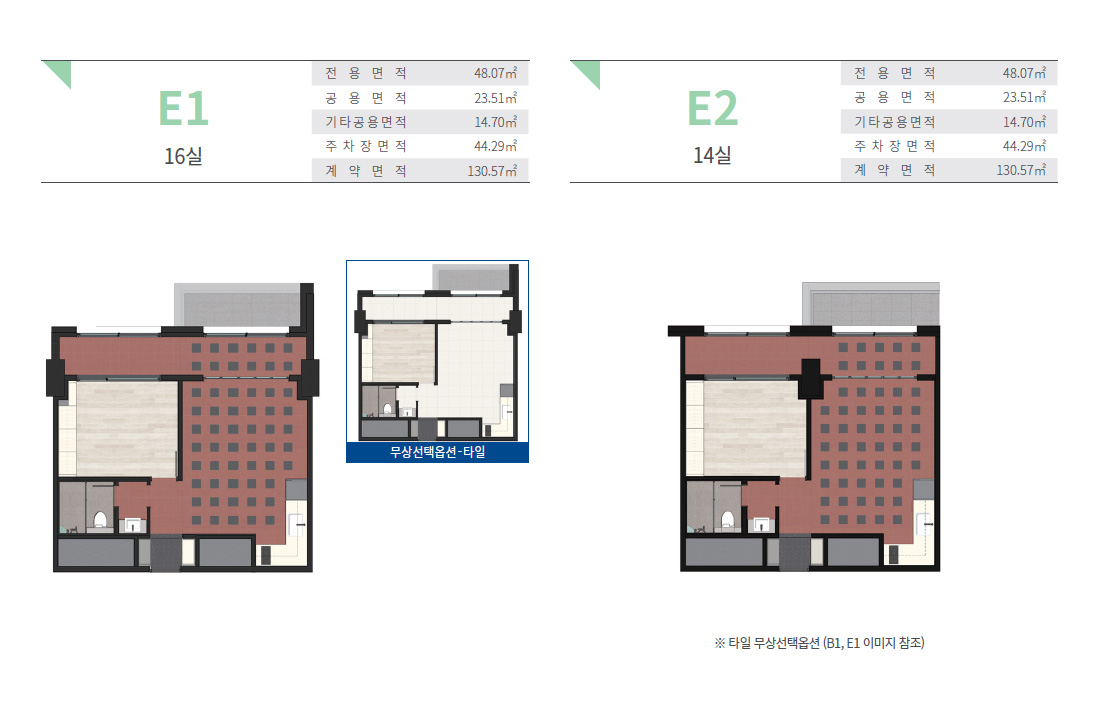 E1
16실
전 용 면 적 48.07㎡
공 용 면 적 23.51㎡
기타공용면적 14.70㎡
주 차 장 면 적 44.29㎡
계 약 면 적 130.57㎡
E2
14실
전 용 면 적 48.07㎡
공 용 면 적 23.51㎡
기타공용면적 14.70㎡
주 차 장 면 적 44.29㎡
계 약 면 적 130.57㎡
무상선택옵션-타일
※ 타일 무상선택옵션 (B1, E1 이미지 참조)